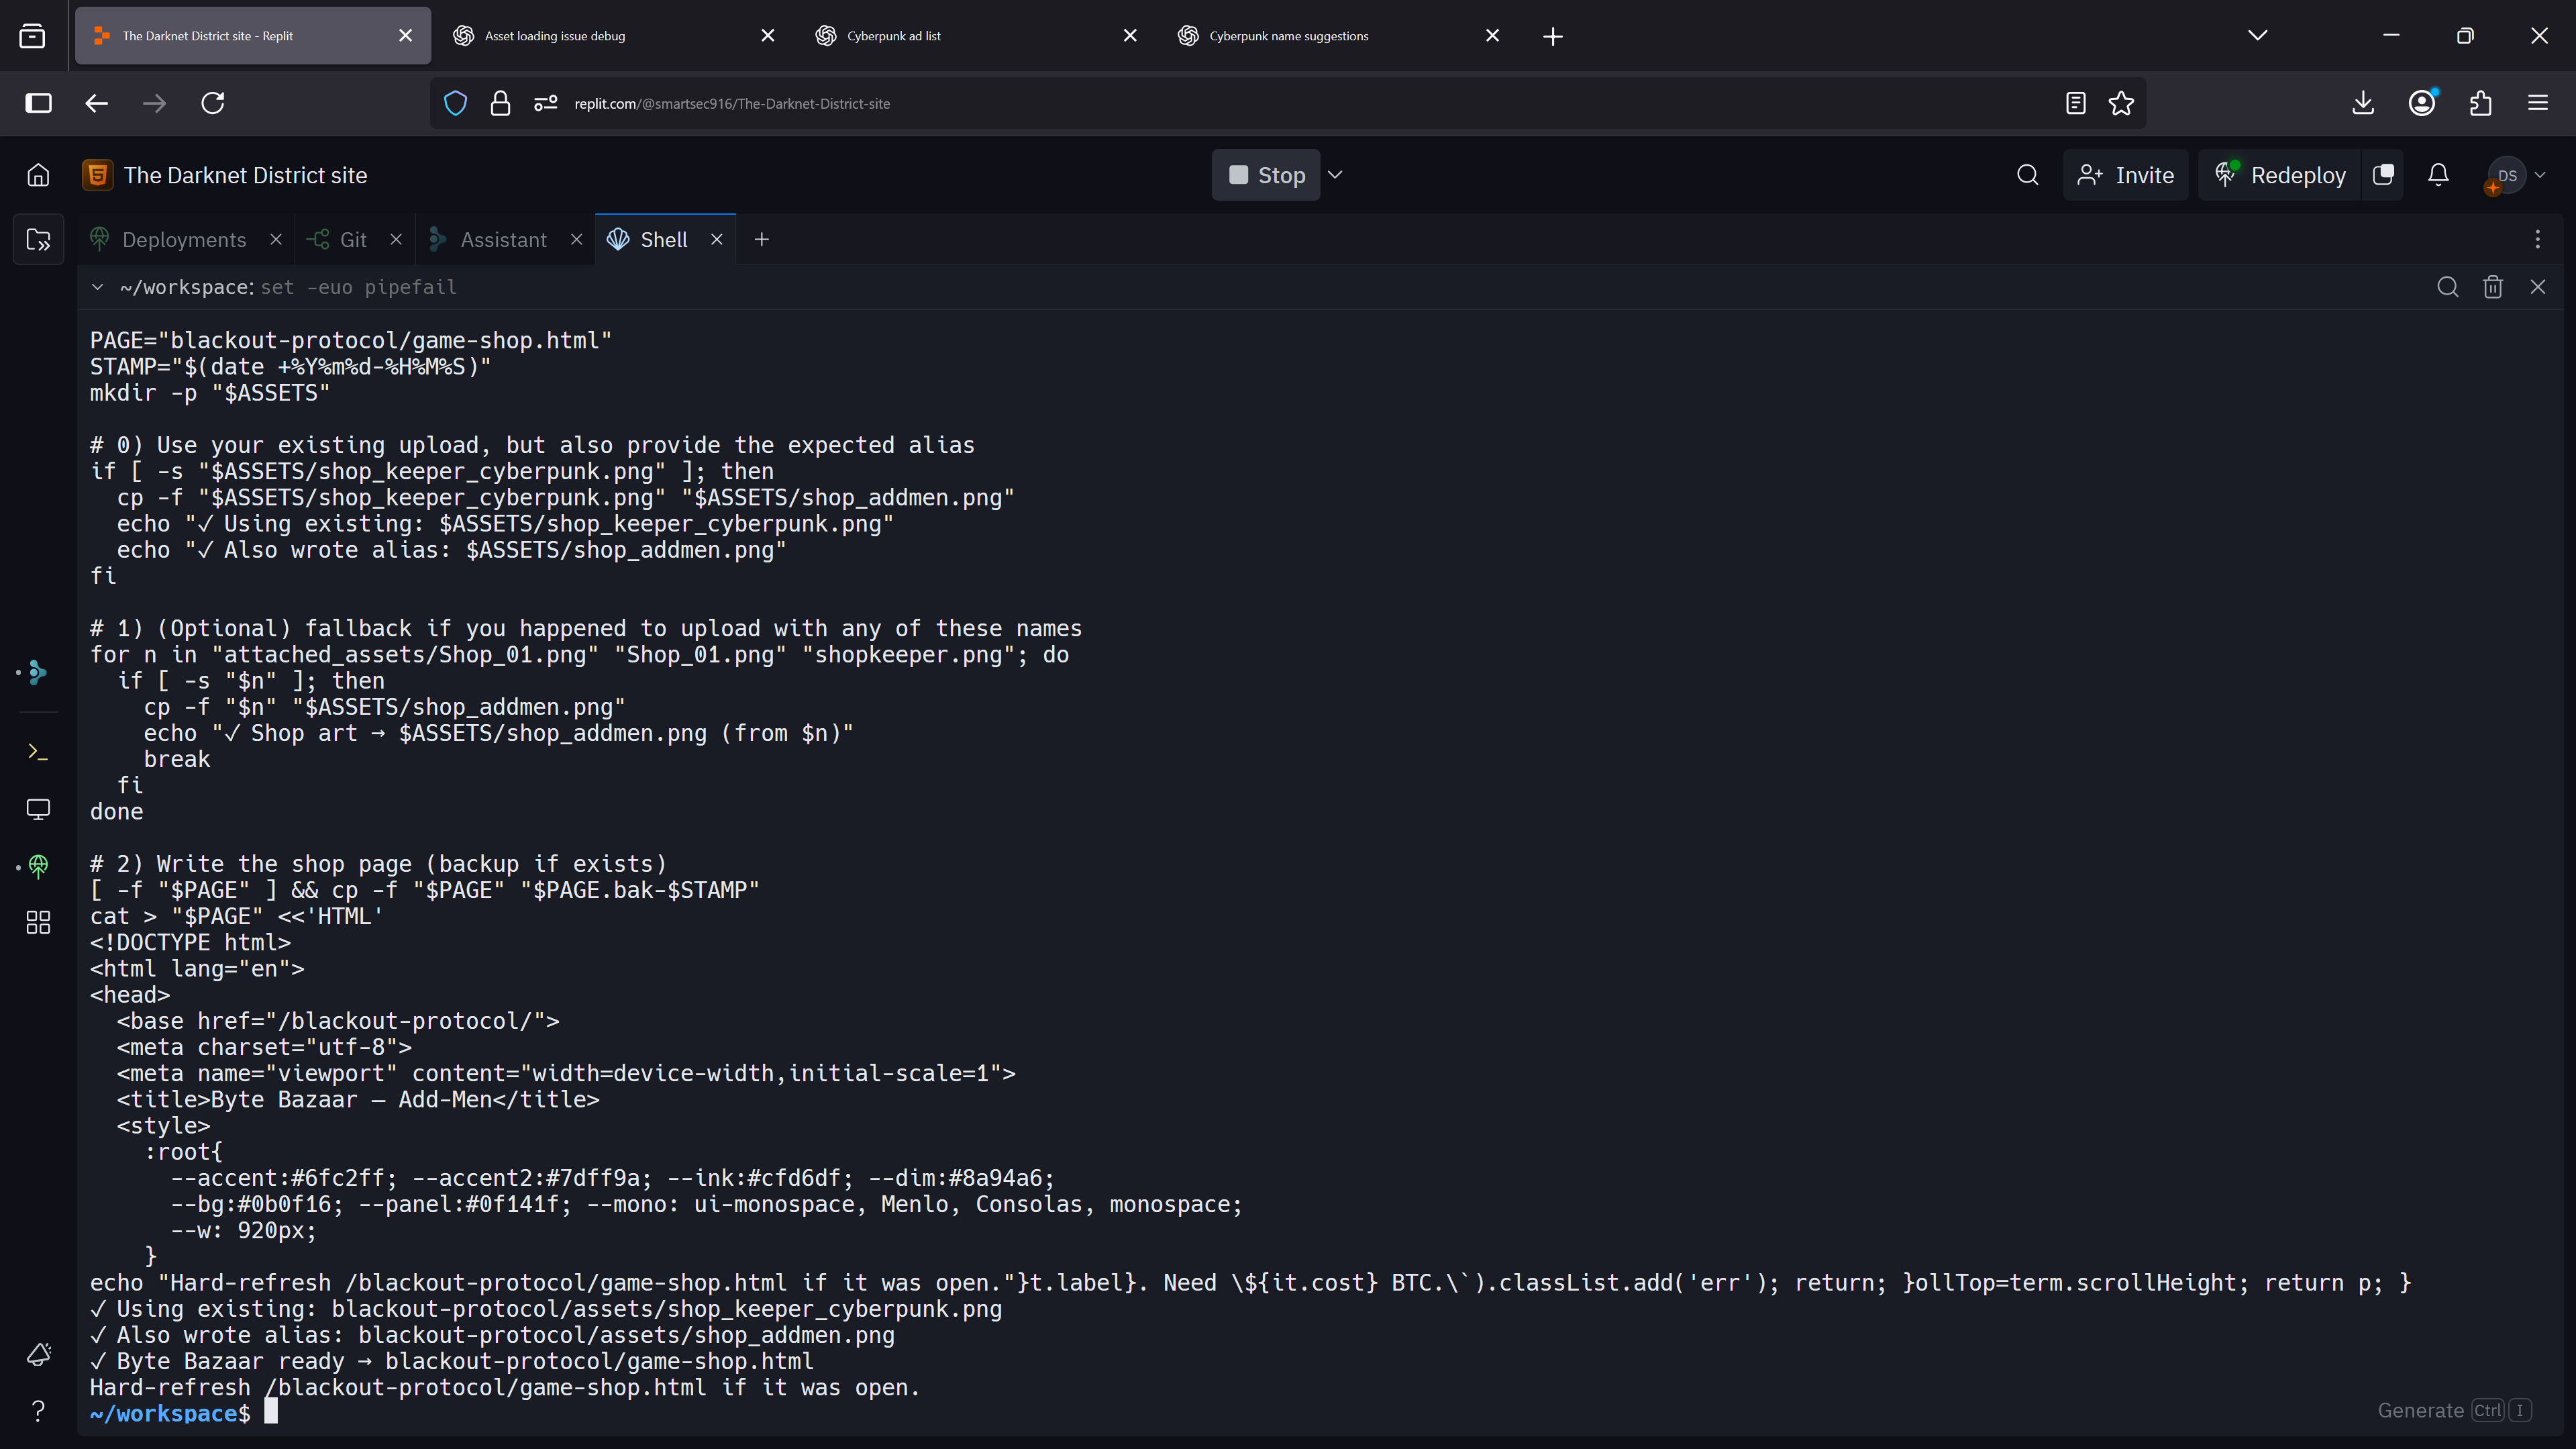 The Darknet District site - Replit
Asset loading issue debug
Cyberpunk ad list
Cyberpunk name suggestions
replit.com/@smartsec916/The-Darknet-District-site
The Darknet District site
Stop
Invite
Redeploy
DS
Deployments
Git
Assistant
Shell
~/workspace: set -euo pipefail
PAGE="blackout-protocol/game-shop.html"
STAMP="$(date +%Y%m%d-%H%M%S)"
mkdir -p "$ASSETS"
# 0) Use your existing upload, but also provide the expected alias
if [ -s "$ASSETS/shop_keeper_cyberpunk.png" ]; then
  cp -f "$ASSETS/shop_keeper_cyberpunk.png" "$ASSETS/shop_addmen.png"
  echo "✓ Using existing: $ASSETS/shop_keeper_cyberpunk.png"
  echo "✓ Also wrote alias: $ASSETS/shop_addmen.png"
fi
# 1) (Optional) fallback if you happened to upload with any of these names
for n in "attached_assets/Shop_01.png" "Shop_01.png" "shopkeeper.png"; do
  if [ -s "$n" ]; then
    cp -f "$n" "$ASSETS/shop_addmen.png"
    echo "✓ Shop art → $ASSETS/shop_addmen.png (from $n)"
    break
  fi
done
# 2) Write the shop page (backup if exists)
[ -f "$PAGE" ] && cp -f "$PAGE" "$PAGE.bak-$STAMP"
cat > "$PAGE" <<'HTML'
<!DOCTYPE html>
<html lang="en">
<head>
  <base href="/blackout-protocol/">
  <meta charset="utf-8">
  <meta name="viewport" content="width=device-width,initial-scale=1">
  <title>Byte Bazaar — Add-Men</title>
  <style>
    :root{
      --accent:#6fc2ff; --accent2:#7dff9a; --ink:#cfd6df; --dim:#8a94a6;
      --bg:#0b0f16; --panel:#0f141f; --mono: ui-monospace, Menlo, Consolas, monospace;
      --w: 920px;
    }
echo "Hard-refresh /blackout-protocol/game-shop.html if it was open."}t.label}. Need \${it.cost} BTC.\`).classList.add('err'); return; }ollTop=term.scrollHeight; return p; }
✓ Using existing: blackout-protocol/assets/shop_keeper_cyberpunk.png
✓ Also wrote alias: blackout-protocol/assets/shop_addmen.png
✓ Byte Bazaar ready → blackout-protocol/game-shop.html
Hard-refresh /blackout-protocol/game-shop.html if it was open.
~/workspace$
Generate Ctrl I